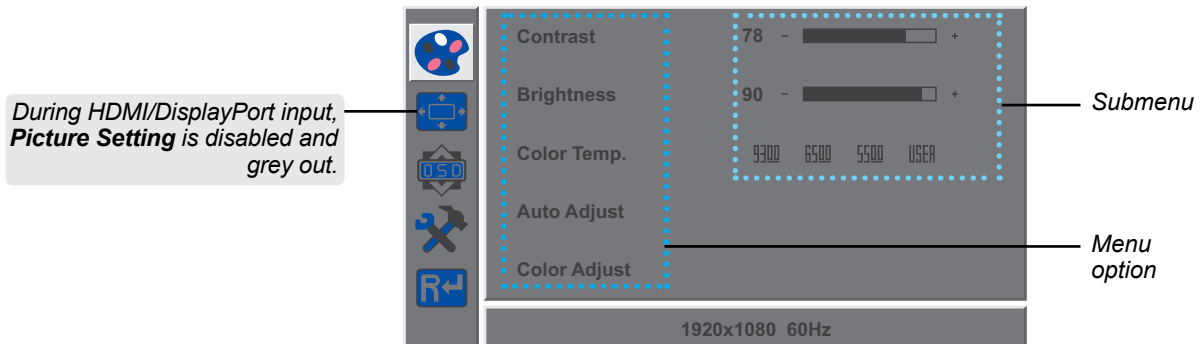 During HDMI/DisplayPort input,
Picture Setting is disabled and
grey out.
OSD
R
Contrast 78 - +
Brightness 90 - +
Color Temp. 9300 6500 5500 USER
Auto Adjust
Color Adjust
1920x1080 60Hz
Submenu
Menu
option